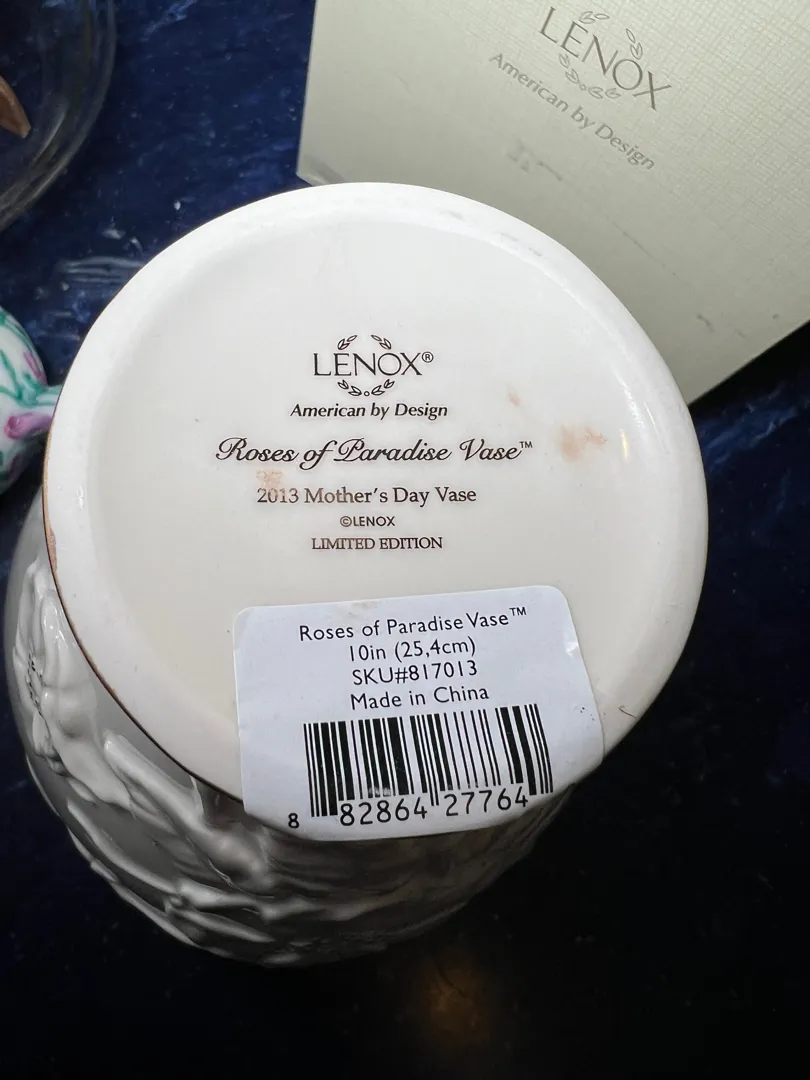 LENOX
American by Design
LENOX®
American by Design
Roses of Paradise Vase™
2013 Mother's Day Vase
©LENOX
LIMITED EDITION
Roses of Paradise Vase™
10in (25,4cm)
SKU#817013
Made in China
8 82864 27764